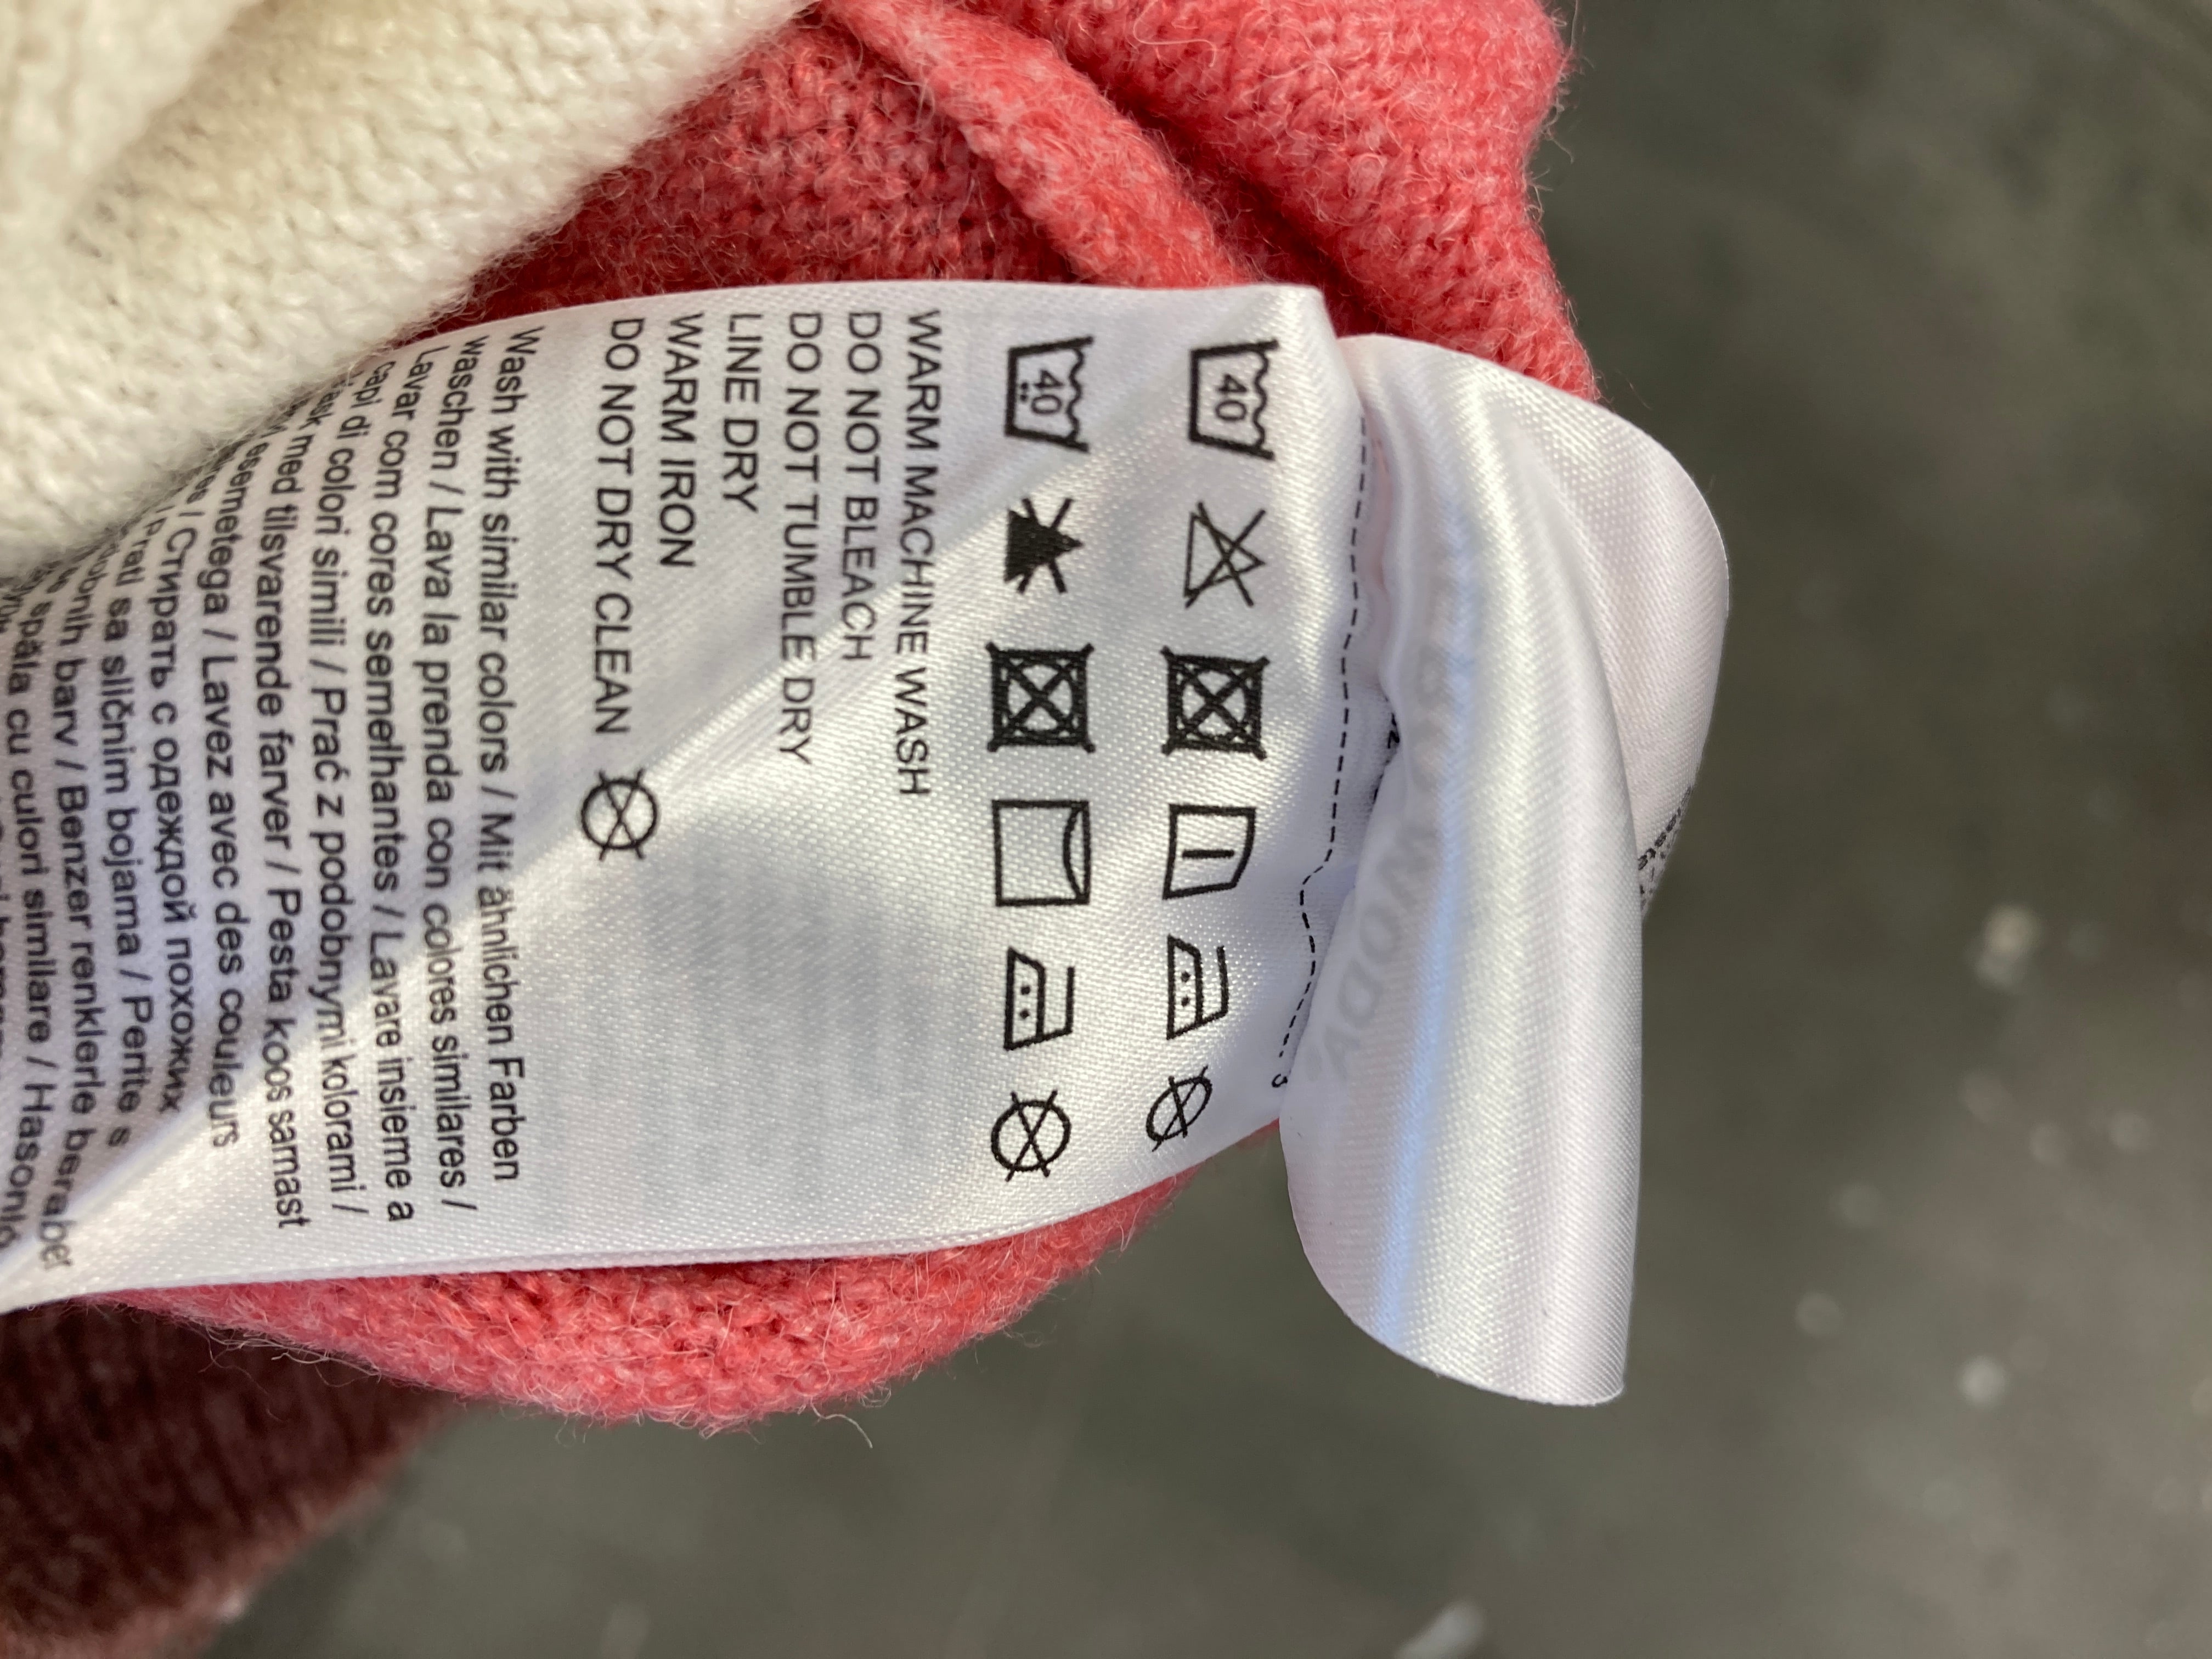 40
40
WARM MACHINE WASH
DO NOT BLEACH
DO NOT TUMBLE DRY
LINE DRY
WARM IRON
DO NOT DRY CLEAN
Wash with similar colors / Mit ähnlichen Farben
waschen / Lava la prenda con colores similares /
Lavar com cores semelhantes / Lavare insieme a
capi di colori simili / Prać z podobnymi kolorami /
med tilsvarende farver / Pesta koos sarnast
esemetega / Lavez avec des couleurs
/ Стирать с одеждой похожих
sa sličnim bojama / Perite s
barv / Benzer renklerle beraber
spăla cu culori similare /